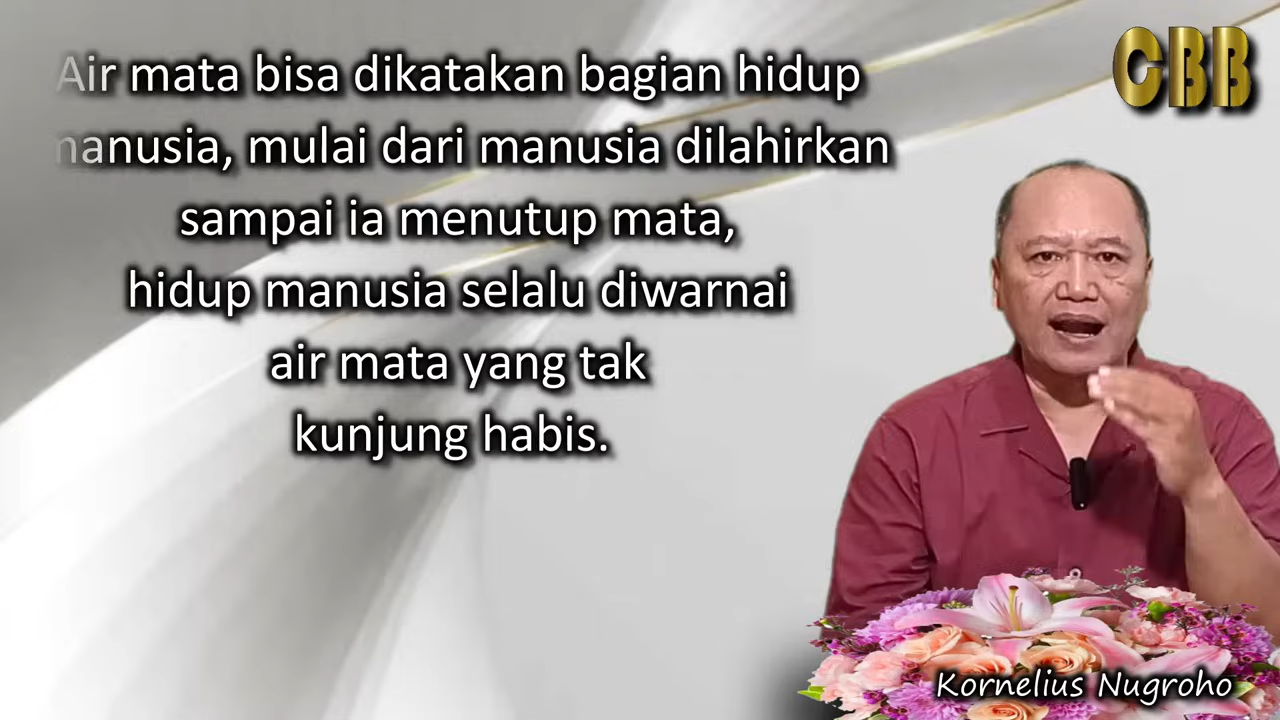 Air mata bisa dikatakan bagian hidup
manusia, mulai dari manusia dilahirkan
sampai ia menutup mata,
hidup manusia selalu diwarnai
air mata yang tak
kunjung habis.
CBB
Kornelius Nugroho